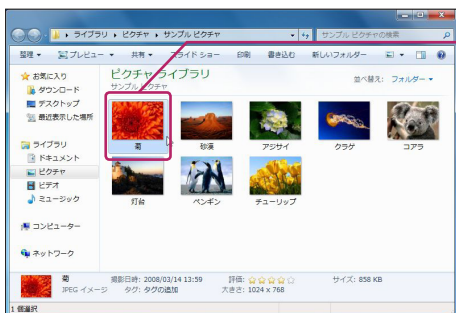 ライブラリ ▸ ピクチャ ▸ サンプル ピクチャ
サンプル ピクチャの検索
整理 プレビュー 共有 スライド ショー 印刷 書き込む 新しいフォルダー
お気に入り
ダウンロード
デスクトップ
最近表示した場所
ライブラリ
ドキュメント
ピクチャ
ビデオ
ミュージック
コンピューター
ネットワーク
ピクチャ ライブラリ
サンプル ピクチャ
並べ替え: フォルダー
菊 砂漠 アジサイ クラゲ コアラ
灯台 ペンギン チューリップ
菊 撮影日時: 2008/03/14 13:59 評価: ☆☆☆☆☆ サイズ: 858 KB
JPEG イメージ タグ: タグの追加 大きさ: 1024 x 768
1 個選択